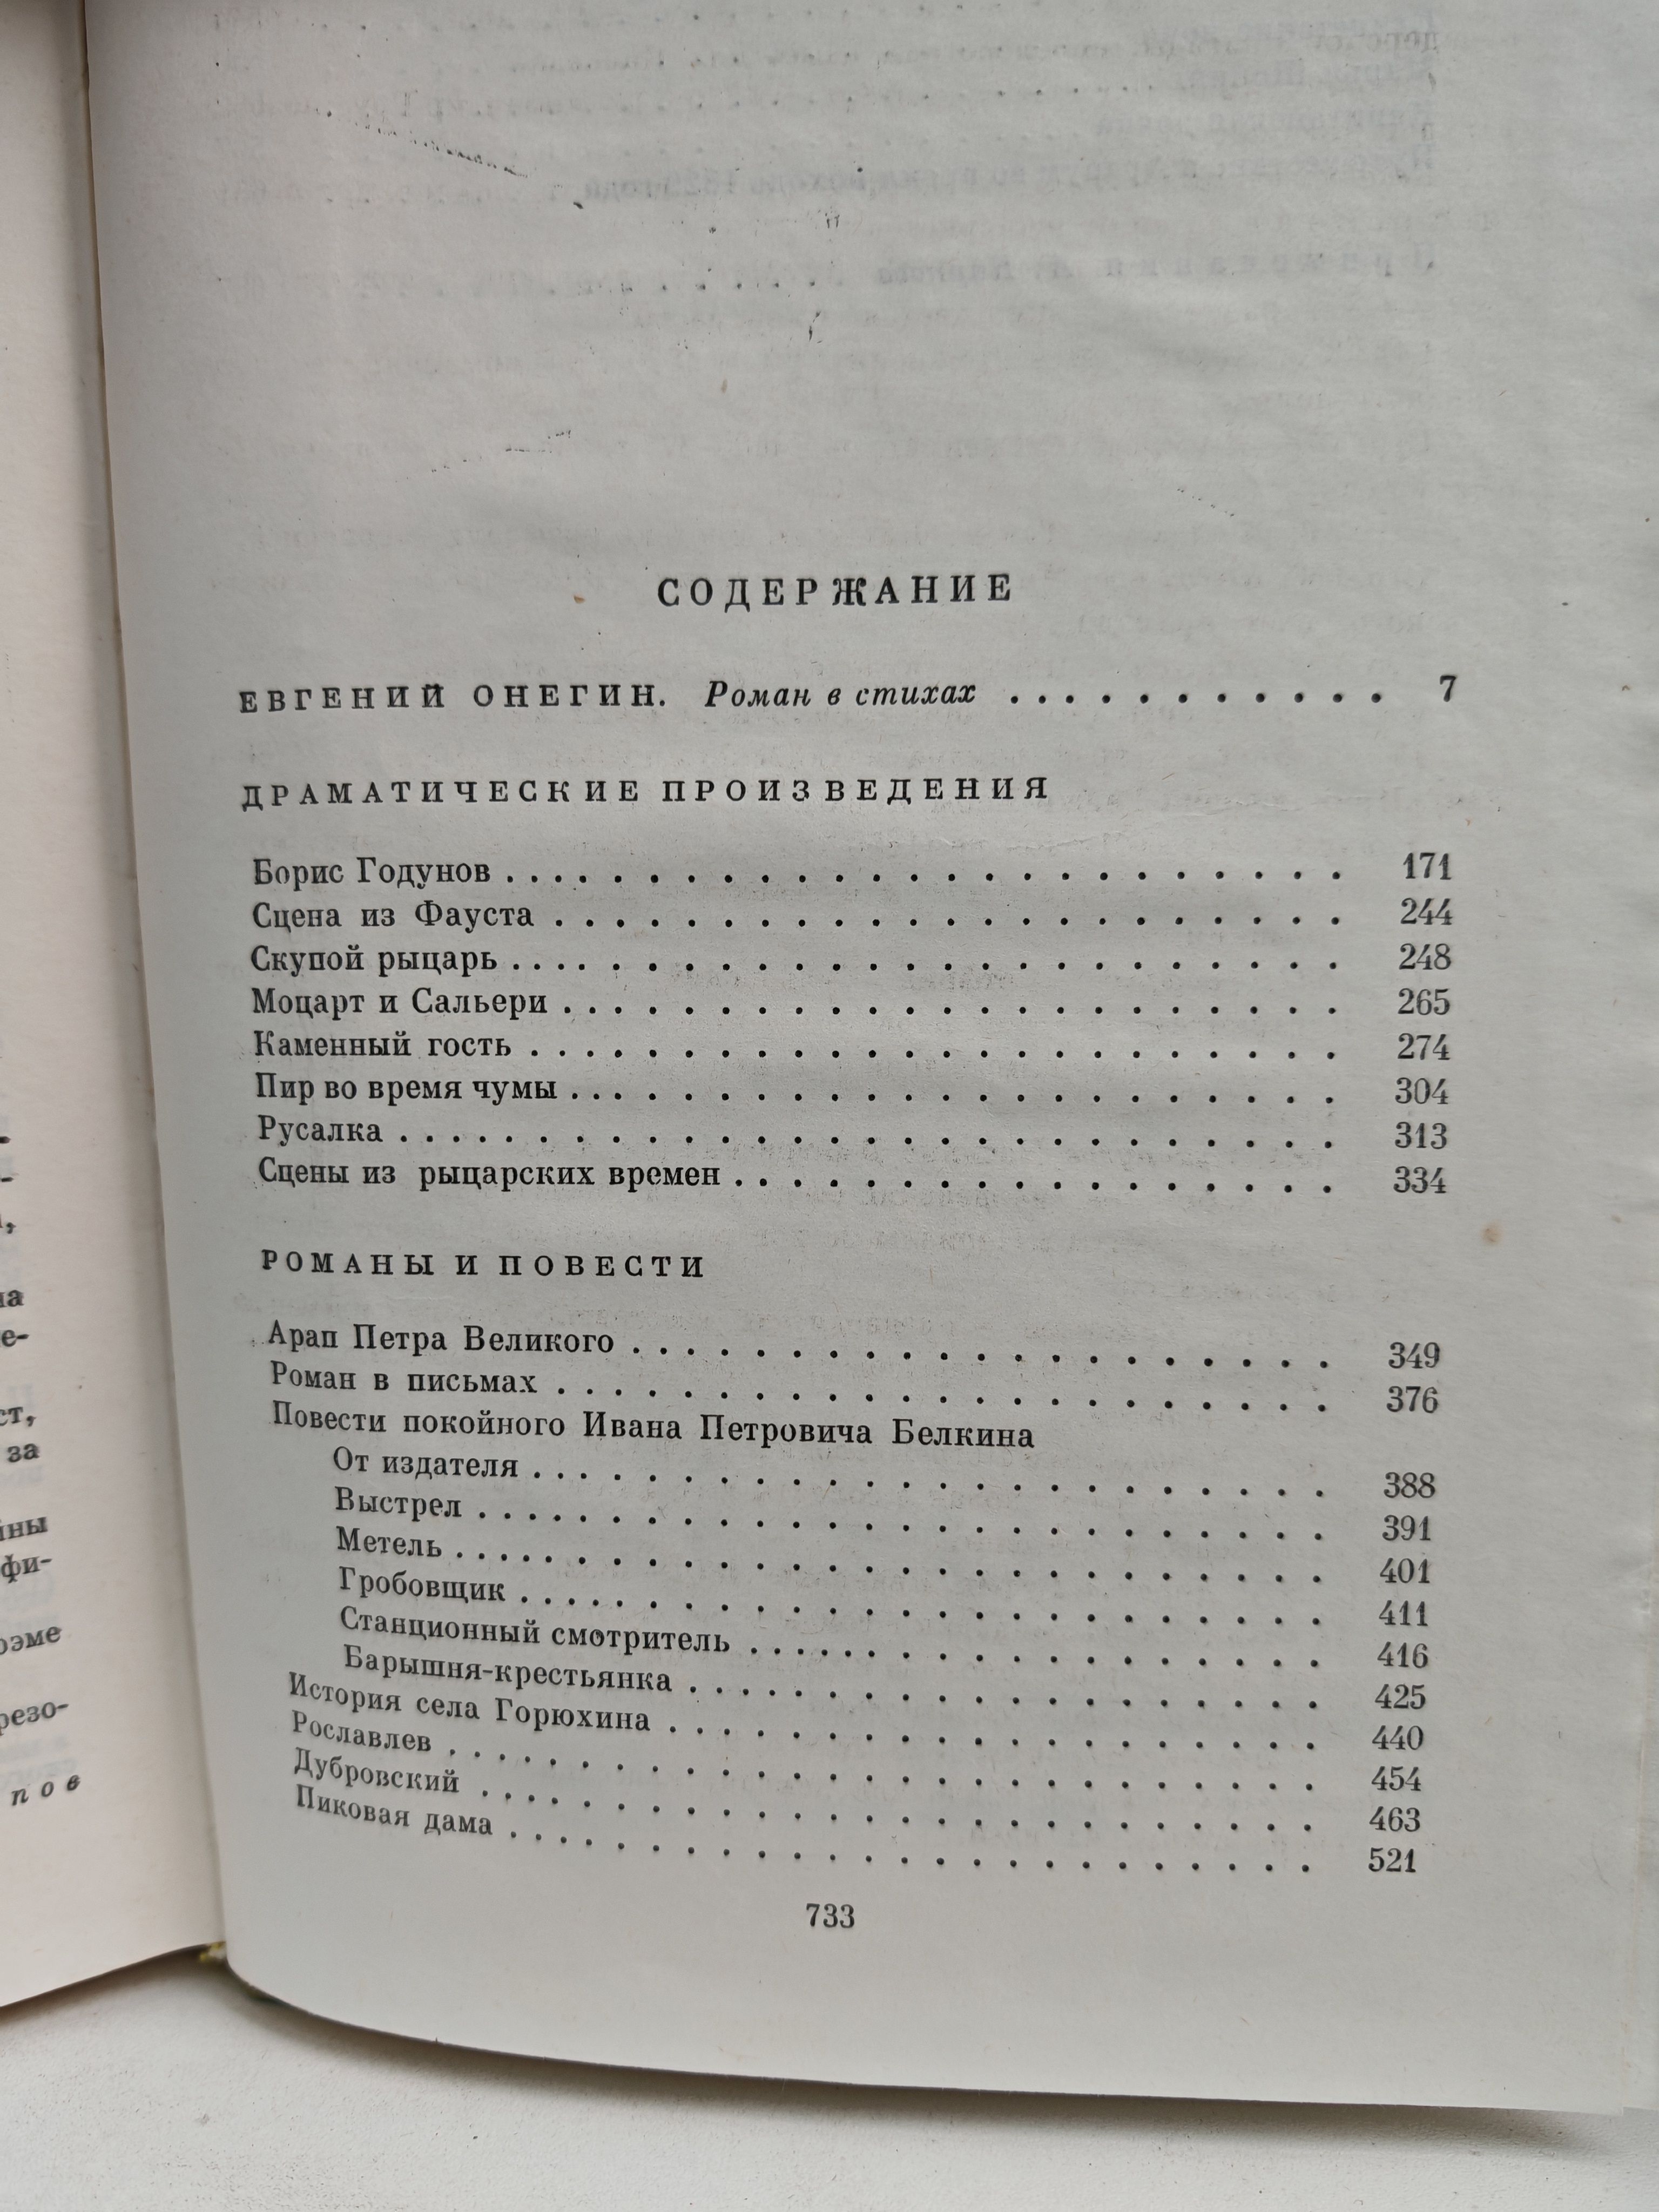 СОДЕРЖАНИЕ
ЕВГЕНИЙ ОНЕГИН. Роман в стихах . . . . . . . . . . . . 7
ДРАМАТИЧЕСКИЕ ПРОИЗВЕДЕНИЯ
Борис Годунов . . . . . . . . . . . . . . . . . . . . . . . . 171
Сцена из Фауста . . . . . . . . . . . . . . . . . . . . . . . 244
Скупой рыцарь . . . . . . . . . . . . . . . . . . . . . . . . 248
Моцарт и Сальери . . . . . . . . . . . . . . . . . . . . . . 265
Каменный гость . . . . . . . . . . . . . . . . . . . . . . . 274
Пир во время чумы . . . . . . . . . . . . . . . . . . . . . . 304
Русалка . . . . . . . . . . . . . . . . . . . . . . . . . . . 313
Сцены из рыцарских времен . . . . . . . . . . . . . . . . . . 334
РОМАНЫ И ПОВЕСТИ
Арап Петра Великого . . . . . . . . . . . . . . . . . . . . 349
Роман в письмах . . . . . . . . . . . . . . . . . . . . . . 376
Повести покойного Ивана Петровича Белкина
От издателя . . . . . . . . . . . . . . . . . . . . . . . 388
Выстрел . . . . . . . . . . . . . . . . . . . . . . . . . 391
Метель . . . . . . . . . . . . . . . . . . . . . . . . . . 401
Гробовщик . . . . . . . . . . . . . . . . . . . . . . . . 411
Станционный смотритель . . . . . . . . . . . . . . . . . . 416
Барышня-крестьянка . . . . . . . . . . . . . . . . . . . . 425
История села Горюхина . . . . . . . . . . . . . . . . . . . 440
Рославлев . . . . . . . . . . . . . . . . . . . . . . . . . 454
Дубровский . . . . . . . . . . . . . . . . . . . . . . . . . 463
Пиковая дама . . . . . . . . . . . . . . . . . . . . . . . . 521
733